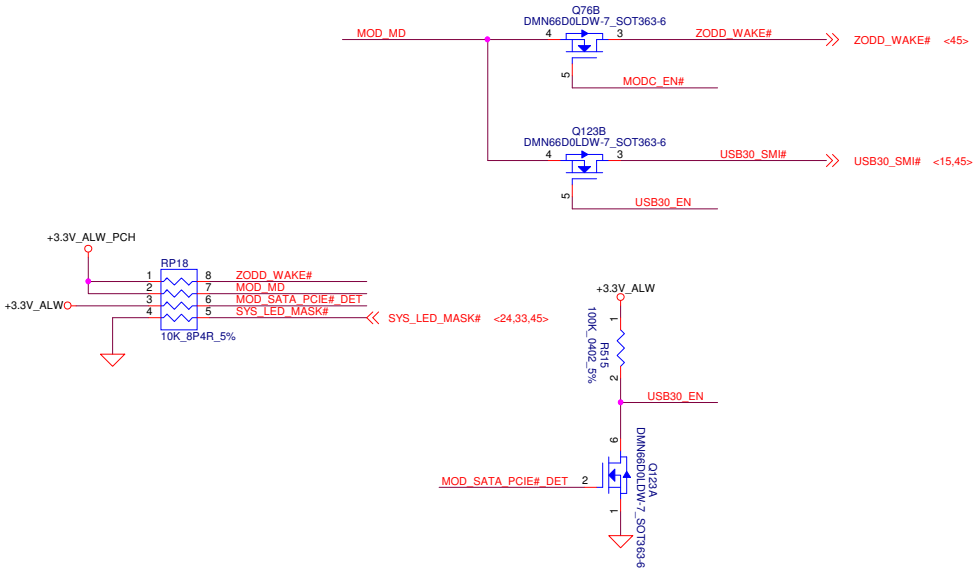 Q76B
DMN66D0LDW-7_SOT363-6
MOD_MD
4
3
ZODD_WAKE#
ZODD_WAKE# <45>
5
MODC_EN#
Q123B
DMN66D0LDW-7_SOT363-6
4
3
USB30_SMI#
USB30_SMI# <15,45>
5
USB30_EN
+3.3V_ALW_PCH
RP18
1
8
ZODD_WAKE#
2
7
MOD_MD
+3.3V_ALW
3
6
MOD_SATA_PCIE#_DET
4
5
SYS_LED_MASK#
SYS_LED_MASK# <24,33,45>
10K_8P4R_5%
+3.3V_ALW
1
R515
100K_0402_5%
2
USB30_EN
6
Q123A
DMN66D0LDW-7_SOT363-6
MOD_SATA_PCIE#_DET
2
1